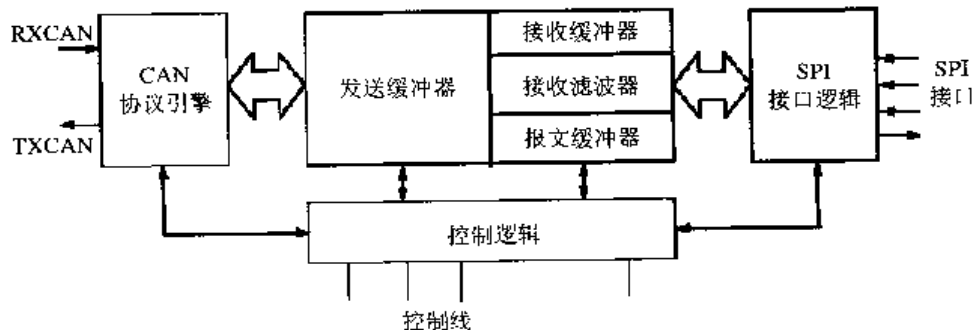 RXCAN
TXCAN
CAN
协议引擎
发送缓冲器
接收缓冲器
接收滤波器
报文缓冲器
SPI
接口逻辑
SPI
接口
控制逻辑
控制线